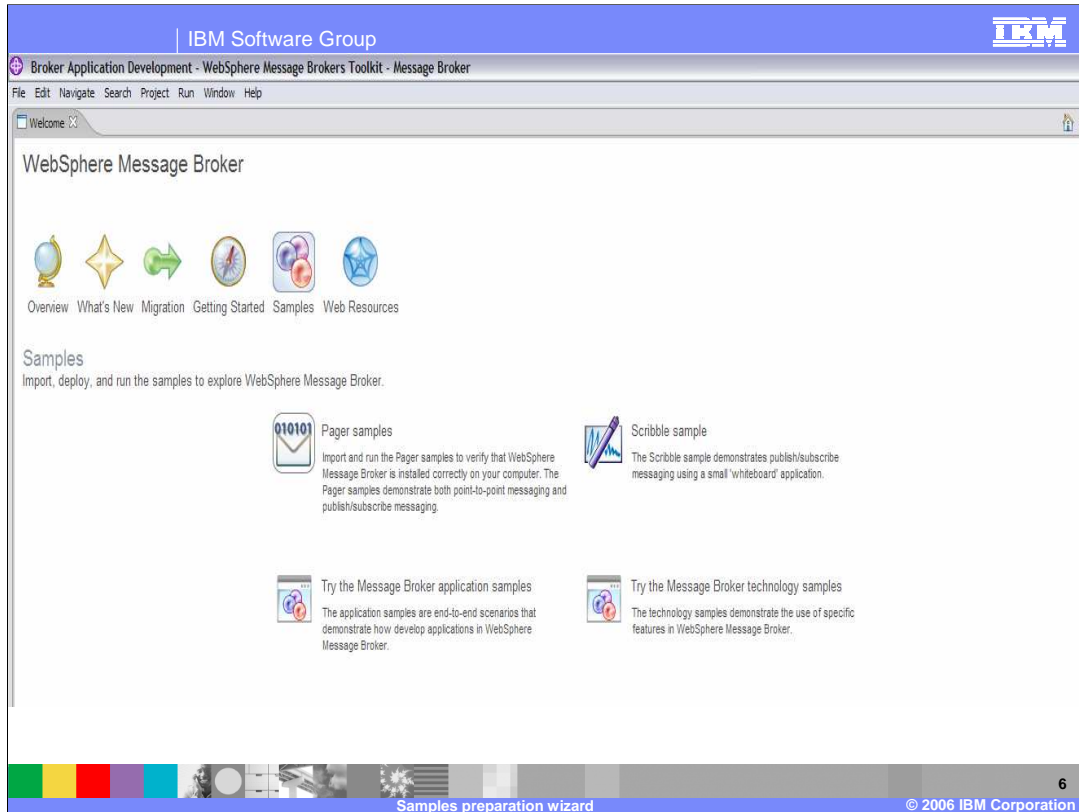 IBM Software Group
IBM
Broker Application Development - WebSphere Message Brokers Toolkit - Message Broker
File Edit Navigate Search Project Run Window Help
Welcome
WebSphere Message Broker
Overview What's New Migration Getting Started Samples Web Resources
Samples
Import, deploy, and run the samples to explore WebSphere Message Broker.
010101
Pager samples
Import and run the Pager samples to verify that WebSphere
Message Broker is installed correctly on your computer. The
Pager samples demonstrate both point-to-point messaging and
publish/subscribe messaging.
Scribble sample
The Scribble sample demonstrates publish/subscribe
messaging using a small 'whiteboard' application.
Try the Message Broker application samples
The application samples are end-to-end scenarios that
demonstrate how develop applications in WebSphere
Message Broker.
Try the Message Broker technology samples
The technology samples demonstrate the use of specific
features in WebSphere Message Broker.
6
Samples preparation wizard
© 2006 IBM Corporation